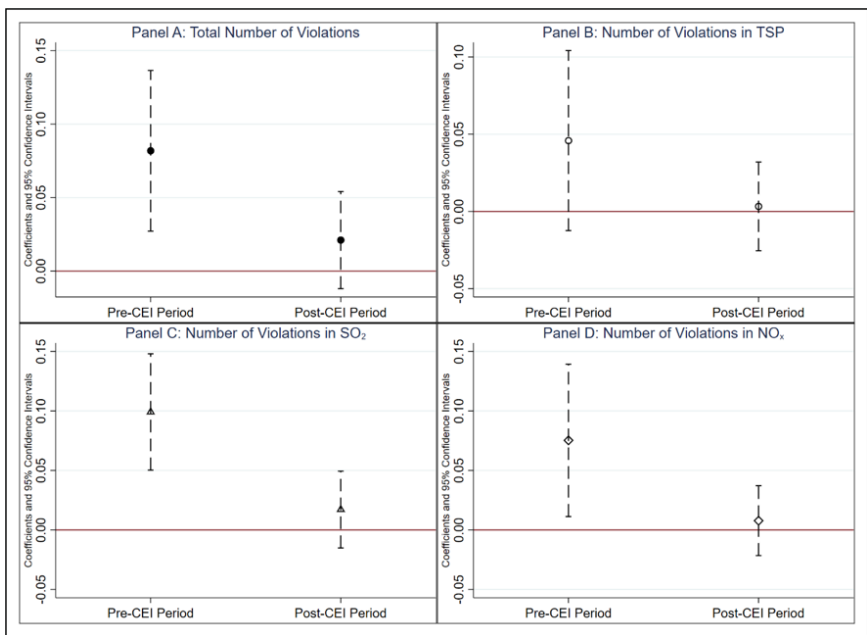 Panel A: Total Number of Violations
Coefficients and 95% Confidence Intervals
0.15
0.10
0.05
0.00
Pre-CEI Period
Post-CEI Period
Panel B: Number of Violations in TSP
Coefficients and 95% Confidence Intervals
0.10
0.05
0.00
-0.05
Pre-CEI Period
Post-CEI Period
Panel C: Number of Violations in SO₂
Coefficients and 95% Confidence Intervals
0.15
0.10
0.05
0.00
-0.05
Pre-CEI Period
Post-CEI Period
Panel D: Number of Violations in NOₓ
Coefficients and 95% Confidence Intervals
0.15
0.10
0.05
0.00
-0.05
Pre-CEI Period
Post-CEI Period